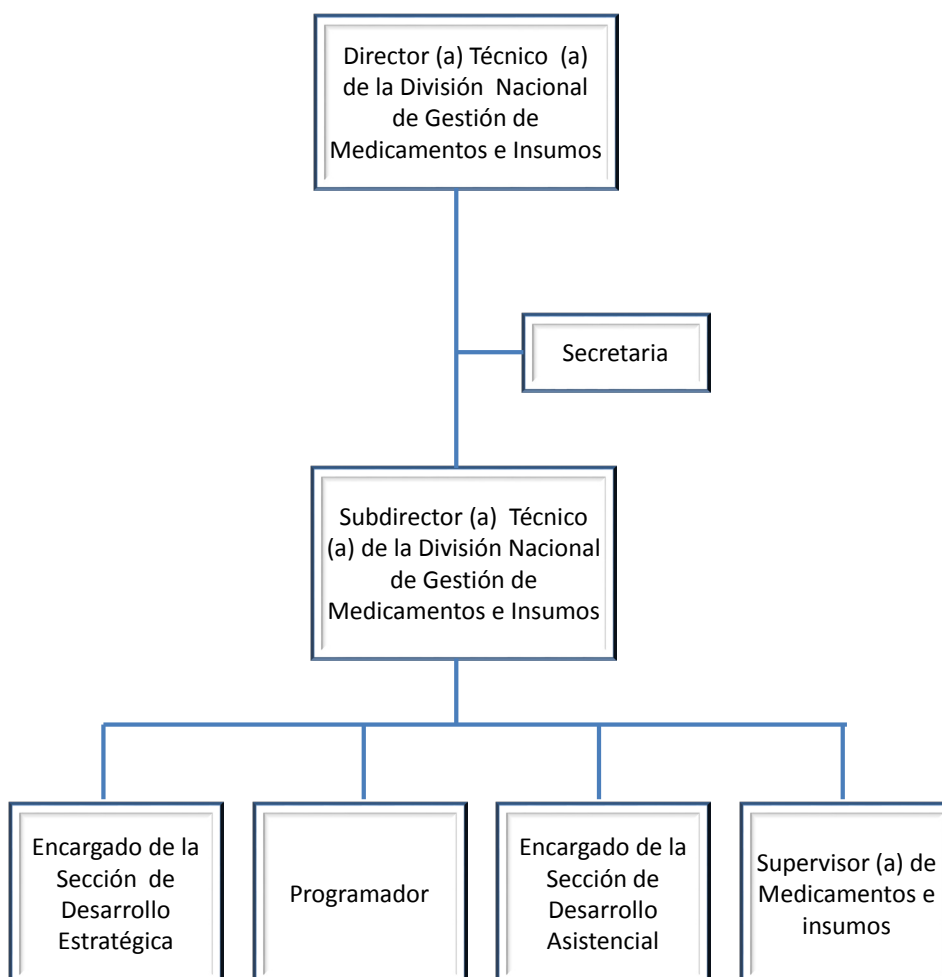 Director (a) Técnico (a)
de la División Nacional
de Gestión de
Medicamentos e Insumos
Secretaria
Subdirector (a) Técnico
(a) de la División Nacional
de Gestión de
Medicamentos e Insumos
Encargado de la
Sección de
Desarrollo
Estratégica
Programador
Encargado de la
Sección de
Desarrollo
Asistencial
Supervisor (a) de
Medicamentos e
insumos